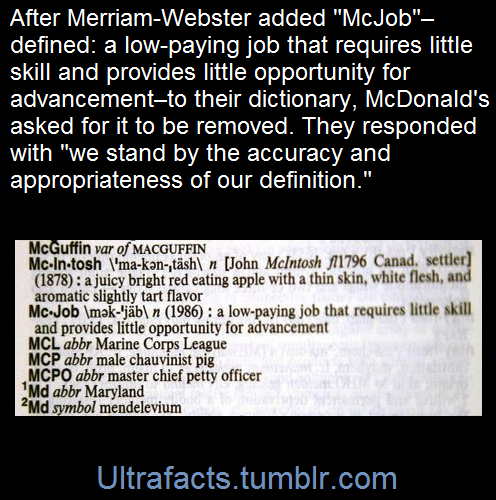 After Merriam-Webster added "McJob"–
defined: a low-paying job that requires little
skill and provides little opportunity for
advancement–to their dictionary, McDonald's
asked for it to be removed. They responded
with "we stand by the accuracy and
appropriateness of our definition."
McGuffin var of MACGUFFIN
Mc•In•tosh \ˈma-kən-ˌtäsh\ n [John McIntosh fl1796 Canad. settler]
(1878) : a juicy bright red eating apple with a thin skin, white flesh, and
aromatic slightly tart flavor
Mc•Job \mək-ˈjäb\ n (1986) : a low-paying job that requires little skill
and provides little opportunity for advancement
MCL abbr Marine Corps League
MCP abbr male chauvinist pig
MCPO abbr master chief petty officer
¹Md abbr Maryland
²Md symbol mendelevium
Ultrafacts.tumblr.com